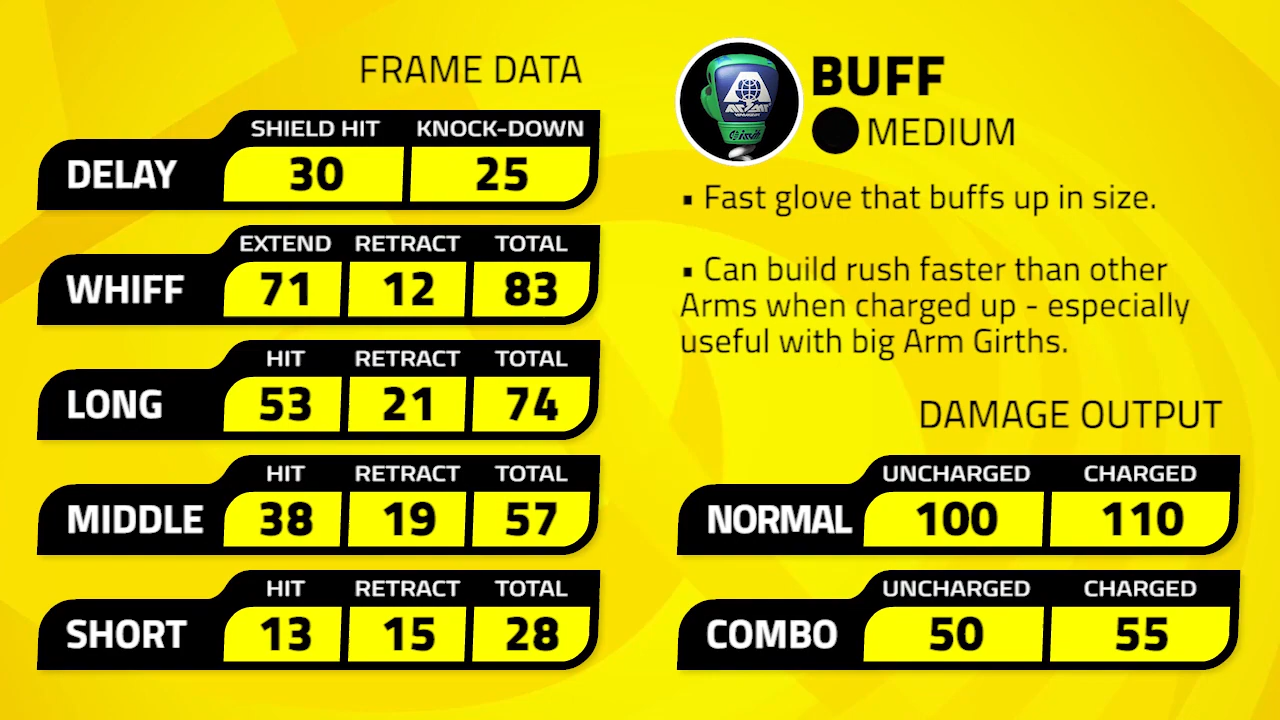 FRAME DATA
SHIELD HIT KNOCK-DOWN
DELAY 30 25
EXTEND RETRACT TOTAL
WHIFF 71 12 83
HIT RETRACT TOTAL
LONG 53 21 74
HIT RETRACT TOTAL
MIDDLE 38 19 57
HIT RETRACT TOTAL
SHORT 13 15 28
BUFF
MEDIUM
▪ Fast glove that buffs up in size.
▪ Can build rush faster than other
Arms when charged up - especially
useful with big Arm Girths.
DAMAGE OUTPUT
UNCHARGED CHARGED
NORMAL 100 110
UNCHARGED CHARGED
COMBO 50 55